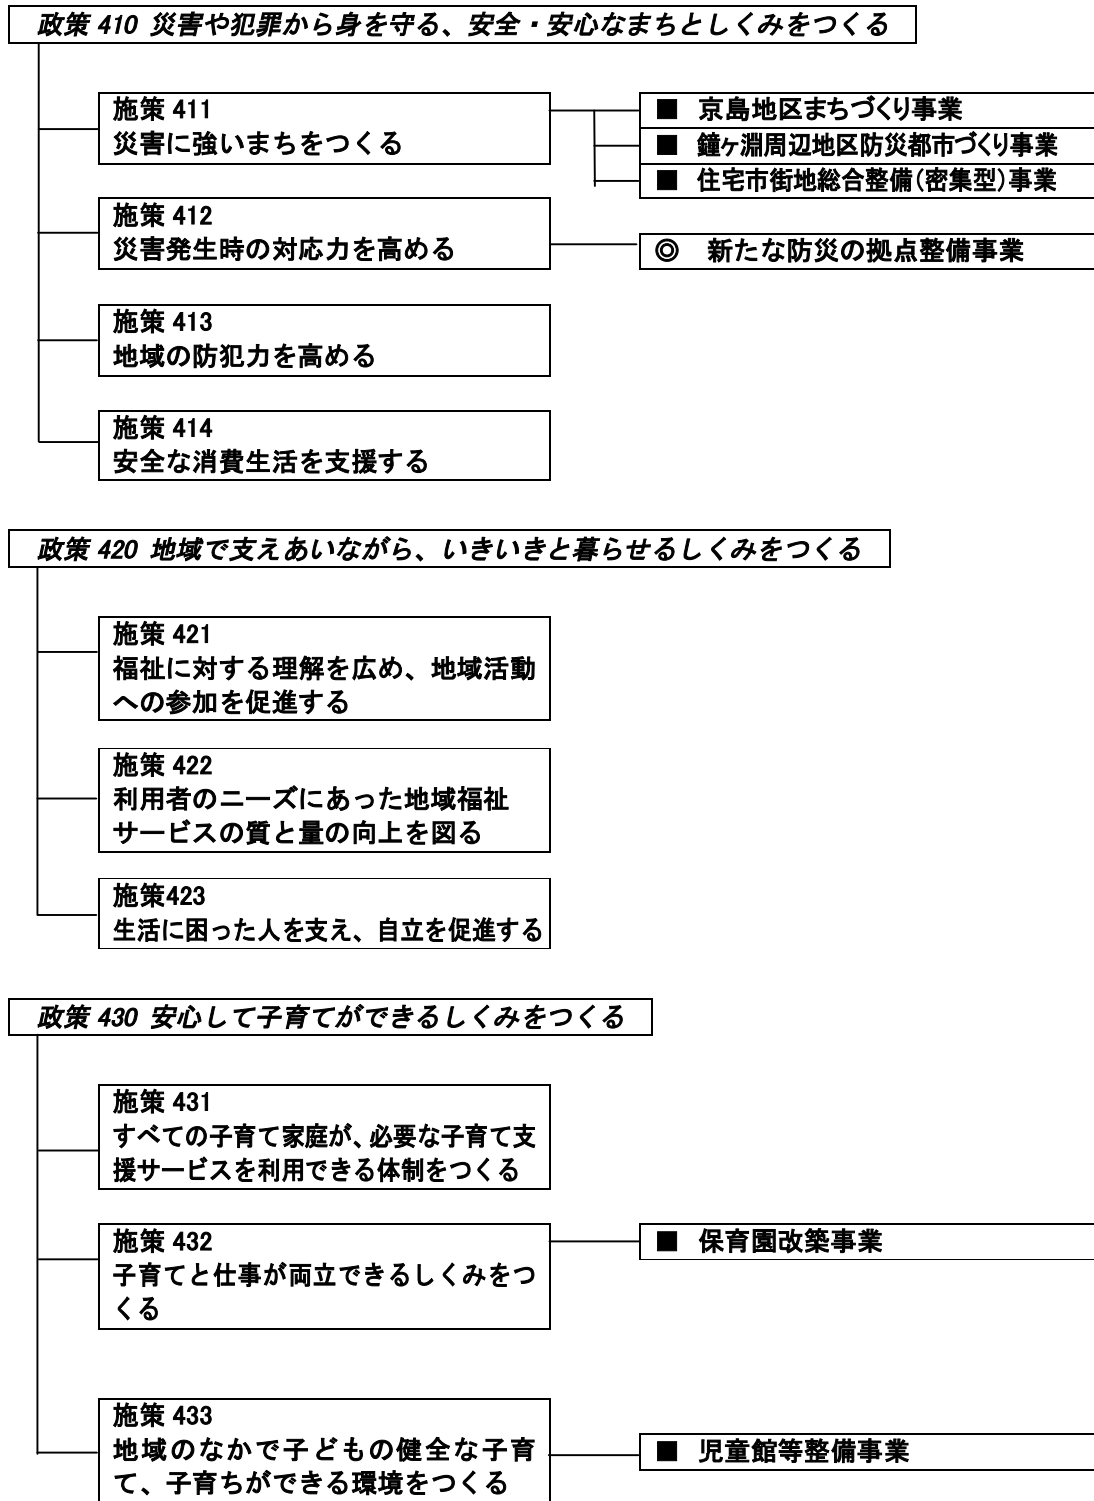 政策 410 災害や犯罪から身を守る、安全・安心なまちとしくみをつくる
施策 411
災害に強いまちをつくる
■ 京島地区まちづくり事業
■ 鐘ヶ淵周辺地区防災都市づくり事業
■ 住宅市街地総合整備(密集型)事業
施策 412
災害発生時の対応力を高める
◎ 新たな防災の拠点整備事業
施策 413
地域の防犯力を高める
施策 414
安全な消費生活を支援する
政策 420 地域で支えあいながら、いきいきと暮らせるしくみをつくる
施策 421
福祉に対する理解を広め、地域活動
への参加を促進する
施策 422
利用者のニーズにあった地域福祉
サービスの質と量の向上を図る
施策423
生活に困った人を支え、自立を促進する
政策 430 安心して子育てができるしくみをつくる
施策 431
すべての子育て家庭が、必要な子育て支
援サービスを利用できる体制をつくる
施策 432
子育てと仕事が両立できるしくみをつ
くる
■ 保育園改築事業
施策 433
地域のなかで子どもの健全な子育
て、子育ちができる環境をつくる
■ 児童館等整備事業